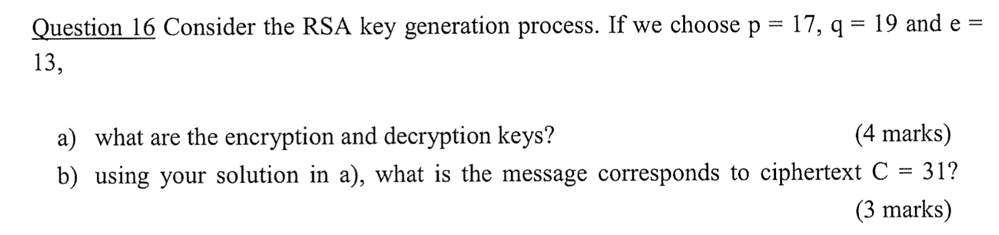 Question 16 Consider the RSA key generation process. If we choose p = 17, q = 19 and e =
13,
a) what are the encryption and decryption keys? (4 marks)
b) using your solution in a), what is the message corresponds to ciphertext C = 31?
(3 marks)